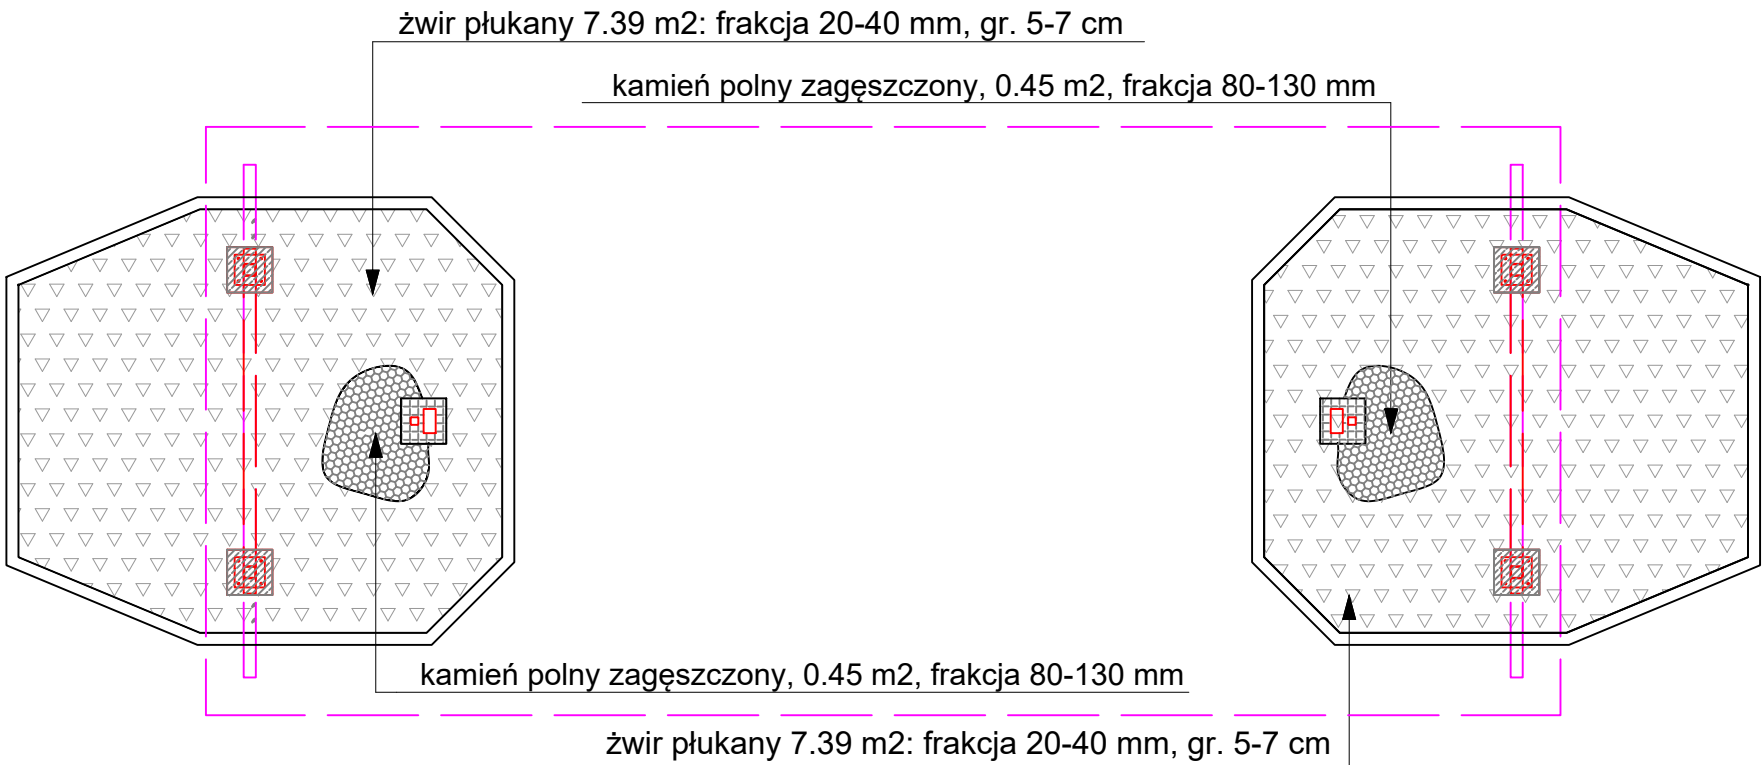 żwir płukany 7.39 m2: frakcja 20-40 mm, gr. 5-7 cm
kamień polny zagęszczony, 0.45 m2, frakcja 80-130 mm
kamień polny zagęszczony, 0.45 m2, frakcja 80-130 mm
żwir płukany 7.39 m2: frakcja 20-40 mm, gr. 5-7 cm